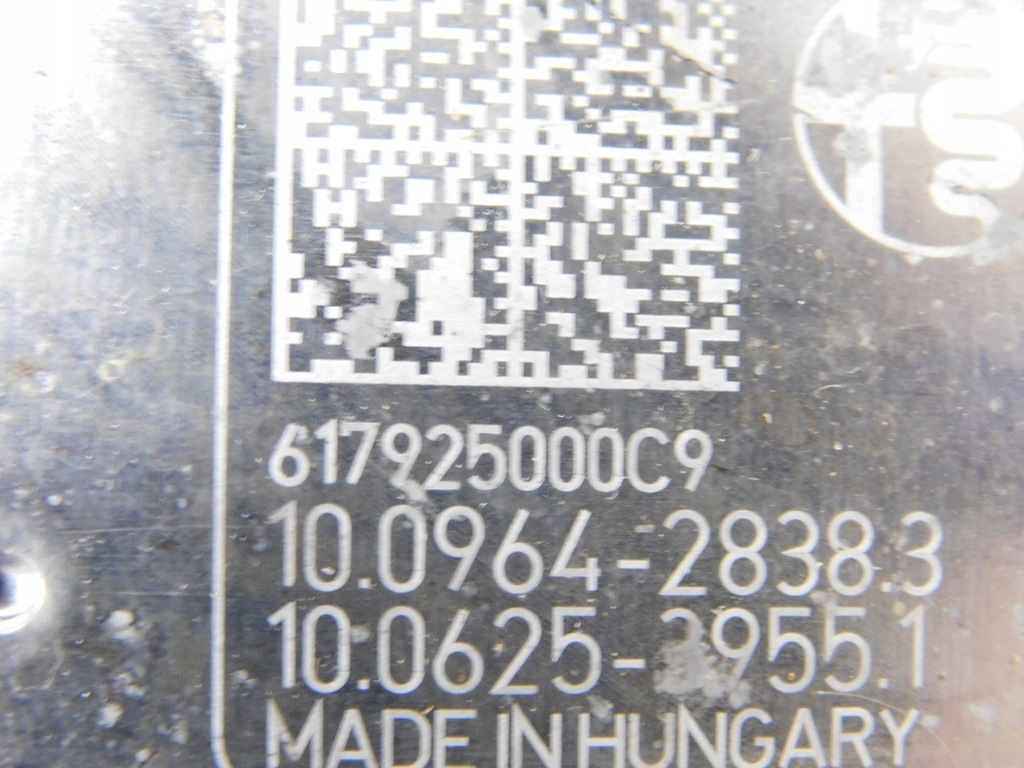 617925000C9
10.0964-2838.3
10.0625-3955.1
MADE IN HUNGARY